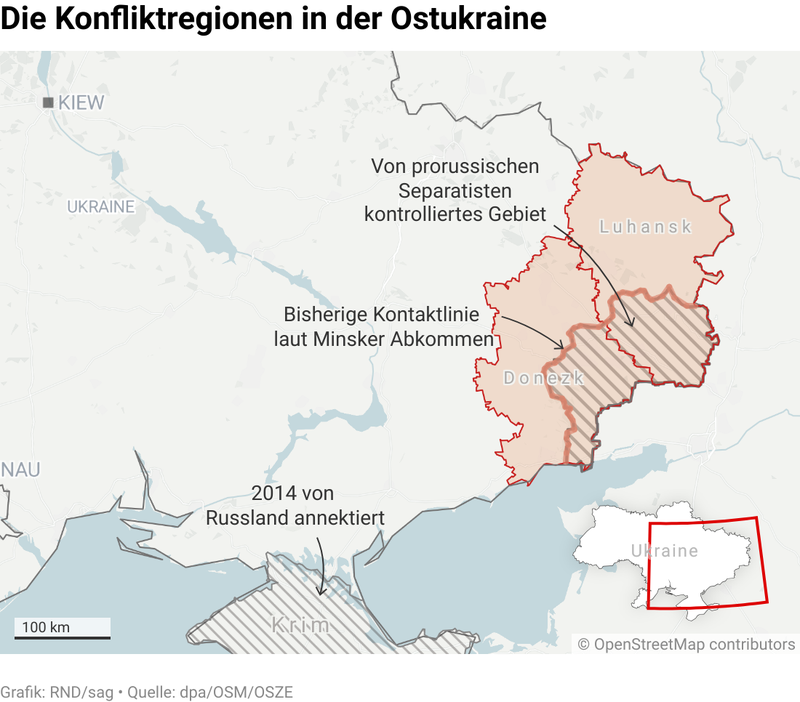 Die Konfliktregionen in der Ostukraine
KIEW
Von prorussischen
Separatisten
kontrolliertes Gebiet
UKRAINE
Luhansk
Bisherige Kontaktlinie
laut Minsker Abkommen
Donezk
NAU
2014 von
Russland annektiert
Ukraine
Krim
100 km
© OpenStreetMap contributors
Grafik: RND/sag • Quelle: dpa/OSM/OSZE